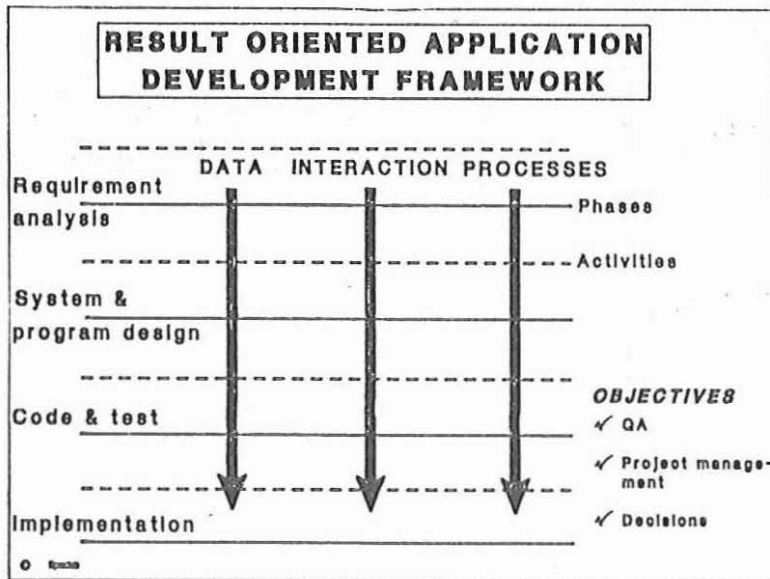 RESULT ORIENTED APPLICATION
DEVELOPMENT FRAMEWORK
DATA INTERACTION PROCESSES
Requirement
analysis
Phases
Activities
System &
program design
Code & test
OBJECTIVES
✓ QA
✓ Project manage-
ment
✓ Decisions
Implementation
©